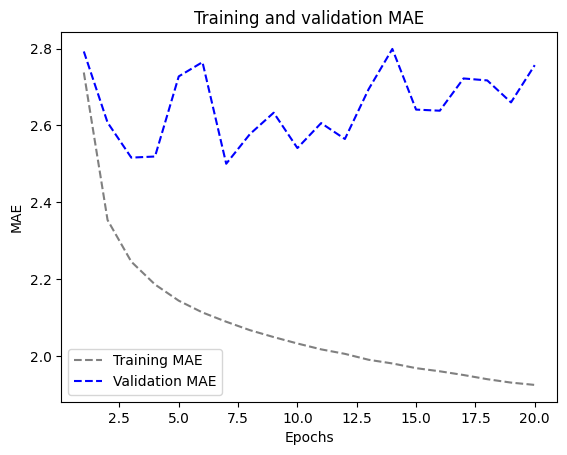 Training and validation MAE
2.8
2.6
2.4
2.2
2.0
MAE
Training MAE
Validation MAE
2.5
5.0
7.5
10.0
12.5
15.0
17.5
20.0
Epochs